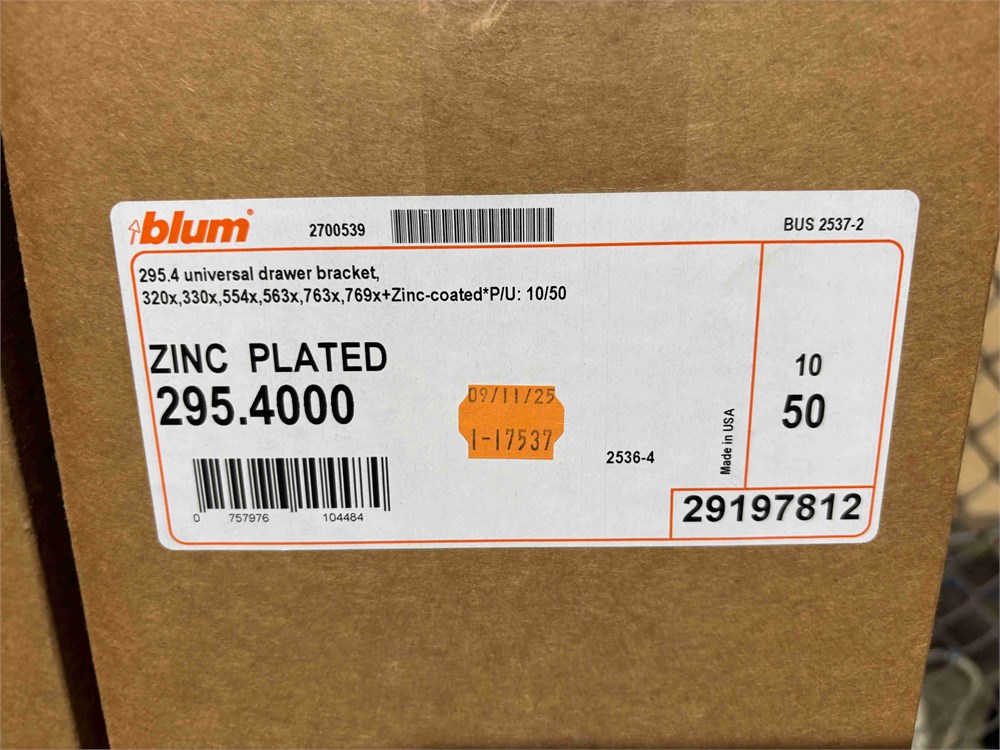 blum®
2700539
BUS 2537-2
295.4 universal drawer bracket,
320x,330x,554x,563x,763x,769x+Zinc-coated*P/U: 10/50
ZINC PLATED
295.4000
09/11/25
1-17537
2536-4
Made in USA
10
50
0 757976 104484
29197812